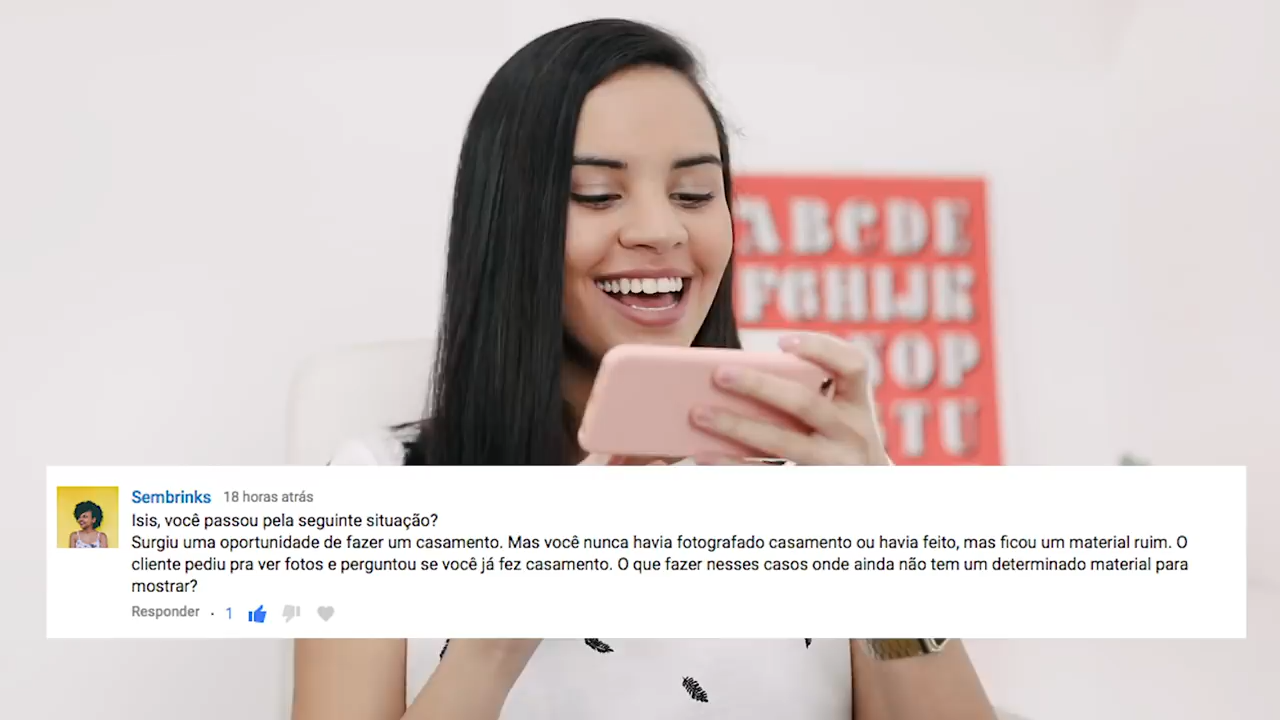 ABCDE
FGHIJK
OP
TU
Sembrinks 18 horas atrás
Isis, você passou pela seguinte situação?
Surgiu uma oportunidade de fazer um casamento. Mas você nunca havia fotografado casamento ou havia feito, mas ficou um material ruim. O
cliente pediu pra ver fotos e perguntou se você já fez casamento. O que fazer nesses casos onde ainda não tem um determinado material para
mostrar?
Responder · 1